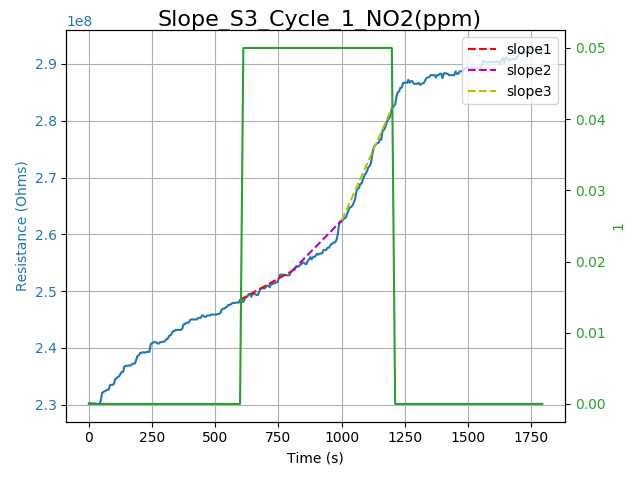 Slope_S3_Cycle_1_NO2(ppm)
1e8
slope1
slope2
slope3
2.9
2.8
2.7
2.6
2.5
2.4
2.3
Resistance (Ohms)
0.05
0.04
0.03
0.02
0.01
0.00
1
0 250 500 750 1000 1250 1500 1750
Time (s)